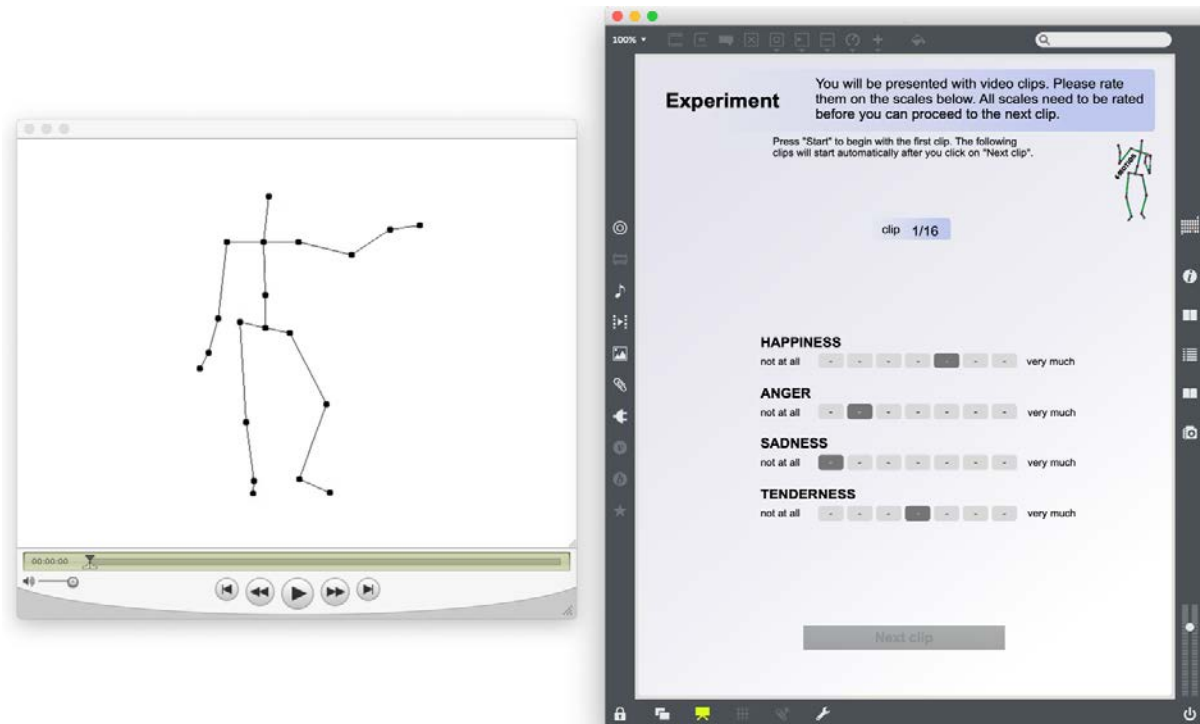 100%
Experiment
You will be presented with video clips. Please rate
them on the scales below. All scales need to be rated
before you can proceed to the next clip.
Press "Start" to begin with the first clip. The following
clips will start automatically after you click on "Next clip".
EMOTION
clip 1/16
HAPPINESS
not at all - - - - - - - very much
ANGER
not at all - - - - - - - very much
SADNESS
not at all - - - - - - - very much
TENDERNESS
not at all - - - - - - - very much
00:00:00
Next clip